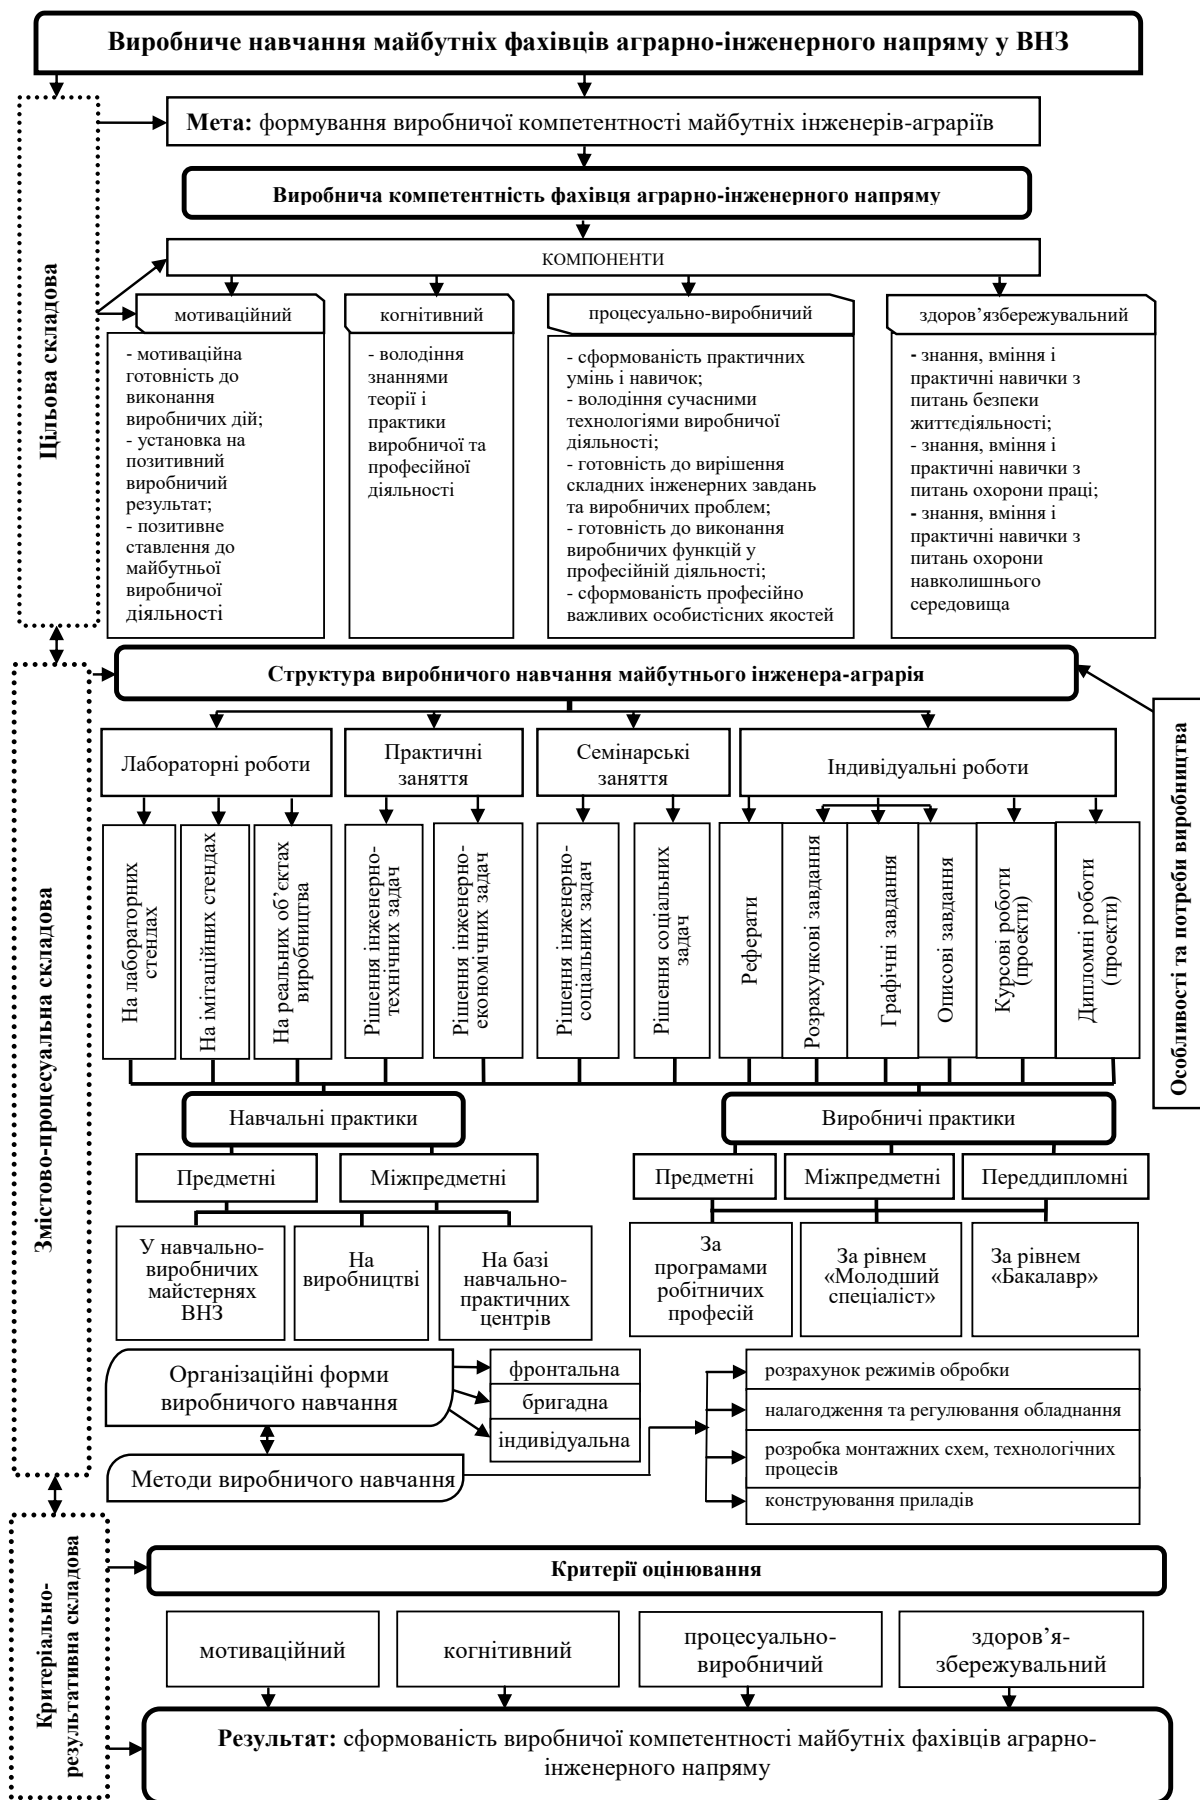 Виробниче навчання майбутніх фахівців аграрно-інженерного напряму у ВНЗ
Цільова складова
Мета: формування виробничої компетентності майбутніх інженерів-аграріїв
Виробнича компетентність фахівця аграрно-інженерного напряму
КОМПОНЕНТИ
мотиваційний
- мотиваційна
готовність до
виконання
виробничих дій;
- установка на
позитивний
виробничий
результат;
- позитивне
ставлення до
майбутньої
виробничої
діяльності
когнітивний
- володіння
знаннями
теорії і
практики
виробничої та
професійної
діяльності
процесуально-виробничий
- сформованість практичних
умінь і навичок;
- володіння сучасними
технологіями виробничої
діяльності;
- готовність до вирішення
складних інженерних завдань
та виробничих проблем;
- готовність до виконання
виробничих функцій у
професійній діяльності;
- сформованість професійно
важливих особистісних якостей
здоров’язбережувальний
- знання, вміння і
практичні навички з
питань безпеки
життєдіяльності;
- знання, вміння і
практичні навички з
питань охорони праці;
- знання, вміння і
практичні навички з
питань охорони
навколишнього
середовища
Змістово-процесуальна складова
Структура виробничого навчання майбутнього інженера-аграрія
Особливості та потреби виробництва
Лабораторні роботи
Практичні
заняття
Семінарські
заняття
Індивідуальні роботи
На лабораторних
стендах
На імітаційних стендах
На реальних об’єктах
виробництва
Рішення інженерно-
технічних задач
Рішення інженерно-
економічних задач
Рішення інженерно-
соціальних задач
Рішення соціальних
задач
Реферати
Розрахункові завдання
Графічні завдання
Описові завдання
Курсові роботи
(проекти)
Дипломні роботи
(проекти)
Навчальні практики
Виробничі практики
Предметні
Міжпредметні
Предметні
Міжпредметні
Переддипломні
У навчально-
виробничих
майстернях
ВНЗ
На
виробництві
На базі
навчально-
практичних
центрів
За
програмами
робітничих
професій
За рівнем
«Молодший
спеціаліст»
За рівнем
«Бакалавр»
Організаційні форми
виробничого навчання
фронтальна
бригадна
індивідуальна
Методи виробничого навчання
розрахунок режимів обробки
налагодження та регулювання обладнання
розробка монтажних схем, технологічних
процесів
конструювання приладів
Критеріально-
результативна складова
Критерії оцінювання
мотиваційний
когнітивний
процесуально-
виробничий
здоров’я-
збережувальний
Результат: сформованість виробничої компетентності майбутніх фахівців аграрно-
інженерного напряму